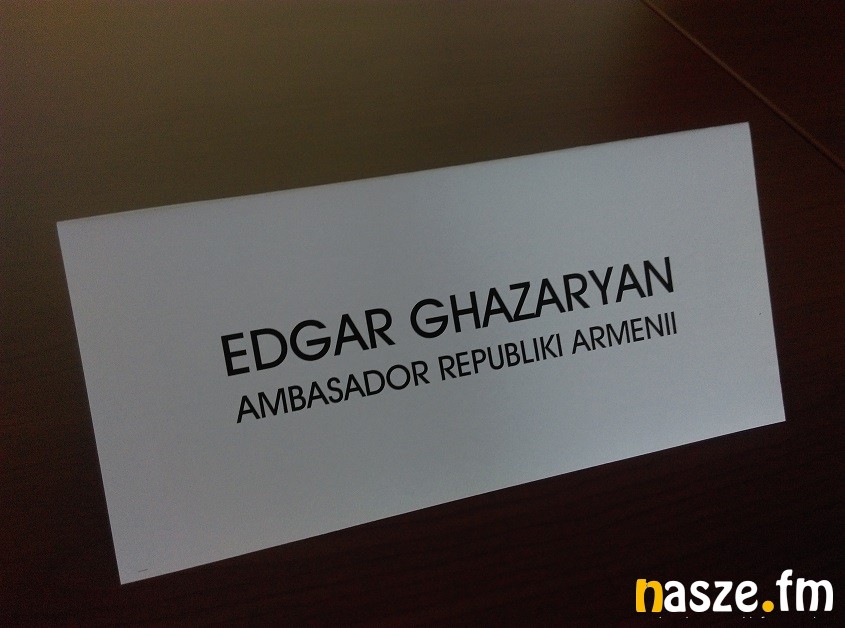 EDGAR GHAZARYAN
AMBASADOR REPUBLIKI ARMENII
nasze.fm